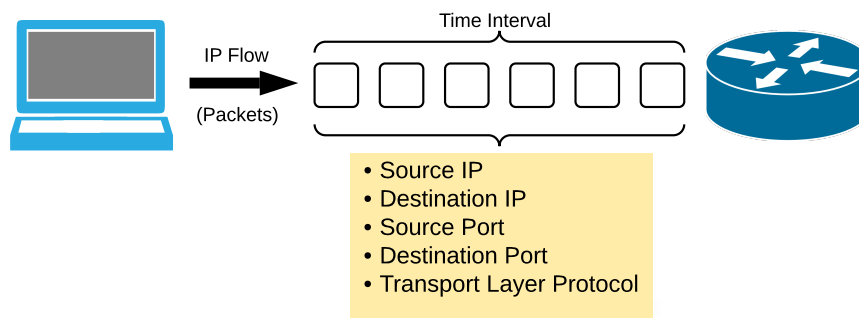 Time Interval
IP Flow
(Packets)
• Source IP
• Destination IP
• Source Port
• Destination Port
• Transport Layer Protocol